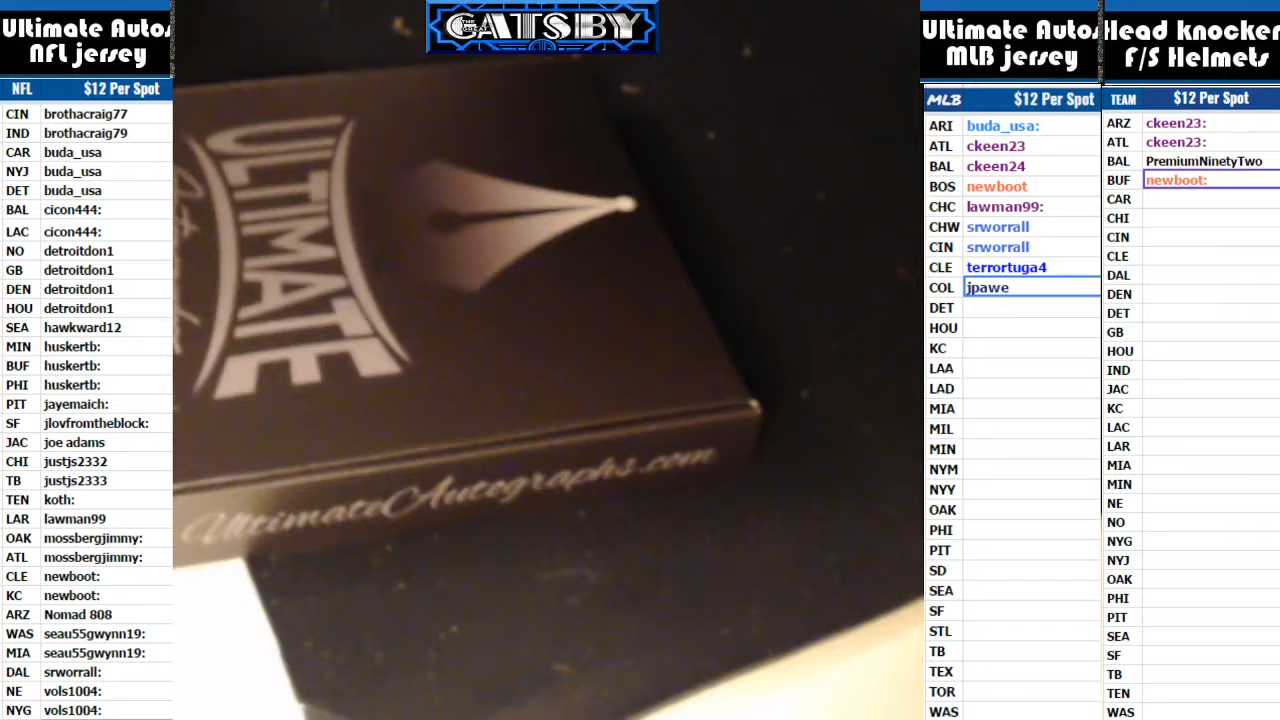 Ultimate Autos
NFL jersey
NFL $12 Per Spot
CIN brothacraig77
IND brothacraig79
CAR buda_usa
NYJ buda_usa
DET buda_usa
BAL cicon444:
LAC cicon444:
NO detroitdon1
GB detroitdon1
DEN detroitdon1
HOU detroitdon1
SEA hawkward12
MIN huskertb:
BUF huskertb:
PHI huskertb:
PIT jayemaich:
SF jlovfromtheblock:
JAC joe adams
CHI justjs2332
TB justjs2333
TEN koth:
LAR lawman99
OAK mossbergjimmy:
ATL mossbergjimmy:
CLE newboot:
KC newboot:
ARZ Nomad 808
WAS seau55gwynn19:
MIA seau55gwynn19:
DAL srworrall:
NE vols1004:
NYG vols1004:
THE GREAT
GATSBY
ULTIMATE
UltimateAutographs.com
Ultimate Autos
MLB jersey
MLB $12 Per Spot
ARI buda_usa:
ATL ckeen23
BAL ckeen24
BOS newboot
CHC lawman99:
CHW srworrall
CIN srworrall
CLE terrortuga4
COL jpawe
DET
HOU
KC
LAA
LAD
MIA
MIL
MIN
NYM
NYY
OAK
PHI
PIT
SD
SEA
SF
STL
TB
TEX
TOR
WAS
Head knocker
F/S Helmets
TEAM $12 Per Spot
ARZ ckeen23:
ATL ckeen23:
BAL PremiumNinetyTwo
BUF newboot:
CAR
CHI
CIN
CLE
DAL
DEN
DET
GB
HOU
IND
JAC
KC
LAC
LAR
MIA
MIN
NE
NO
NYG
NYJ
OAK
PHI
PIT
SEA
SF
TB
TEN
WAS